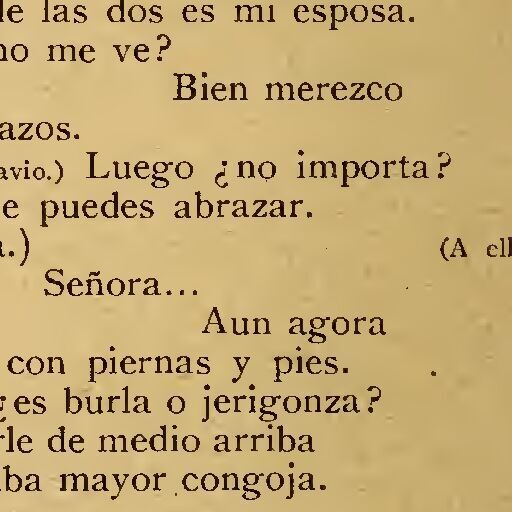 de las dos es mi esposa.
no me ve?
Bien merezco
azos.
avio.) Luego ¿no importa?
e puedes abrazar.
a.)
(A ell
Señora...
Aun agora
con piernas y pies.
¿es burla o jerigonza?
rle de medio arriba
ba mayor congoja.